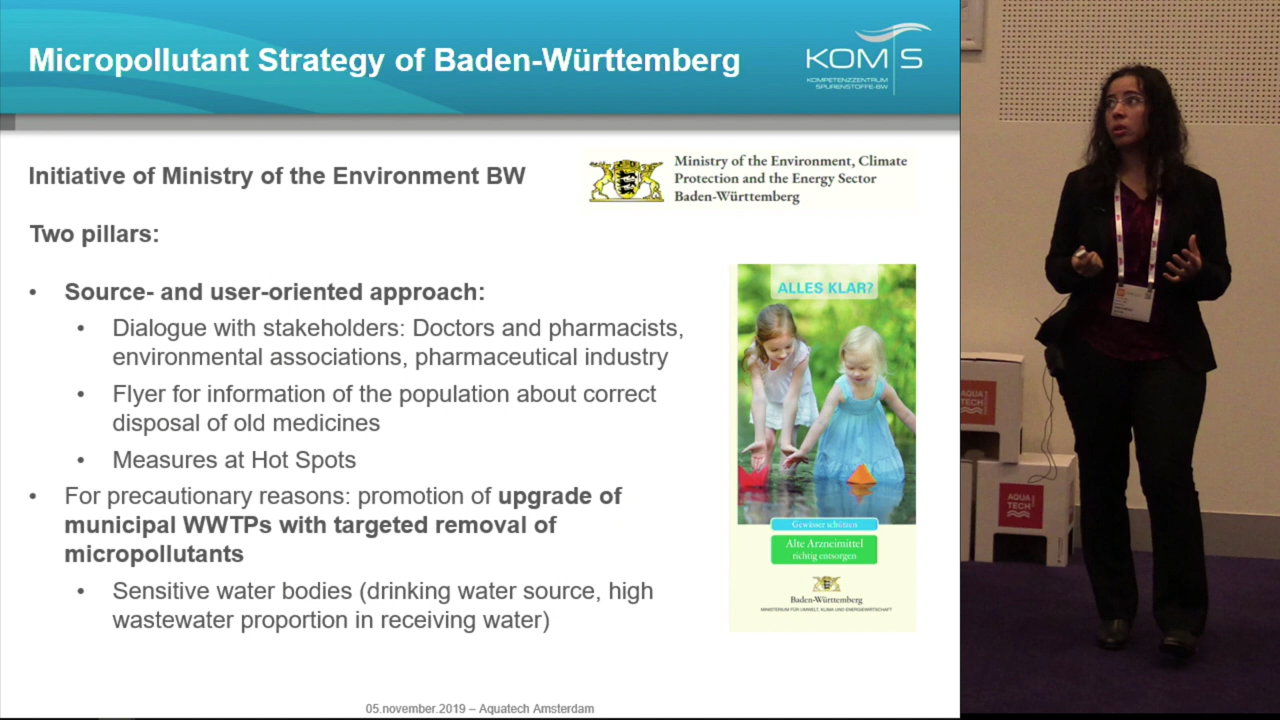 Micropollutant Strategy of Baden-Württemberg
KOMS
KOMPETENZZENTRUM
SPURENSTOFFE-BW
Initiative of Ministry of the Environment BW
Ministry of the Environment, Climate
Protection and the Energy Sector
Baden-Württemberg
Two pillars:
• Source- and user-oriented approach:
• Dialogue with stakeholders: Doctors and pharmacists,
environmental associations, pharmaceutical industry
• Flyer for information of the population about correct
disposal of old medicines
• Measures at Hot Spots
• For precautionary reasons: promotion of upgrade of
municipal WWTPs with targeted removal of
micropollutants
• Sensitive water bodies (drinking water source, high
wastewater proportion in receiving water)
ALLES KLAR?
Gewässer schützen
Alte Arzneimittel
richtig entsorgen
Baden-Württemberg
MINISTERIUM FÜR UMWELT, KLIMA UND ENERGIEWIRTSCHAFT
05.november.2019 – Aquatech Amsterdam
AQUA
TECH
AQUA
TECH